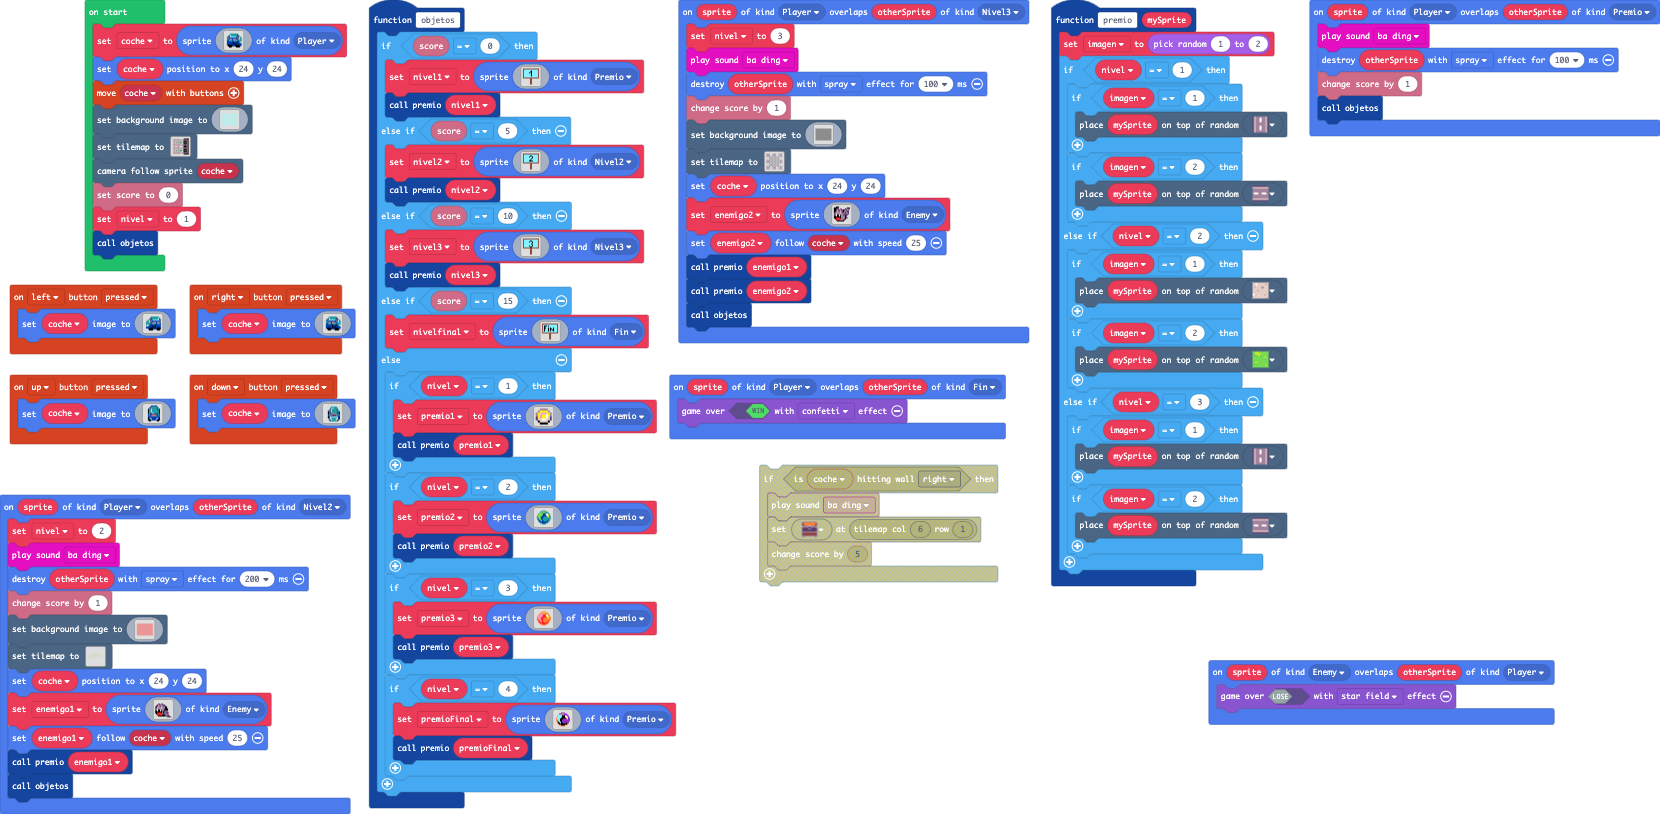 on start
set coche to sprite of kind Player
set coche position to x 24 y 24
move coche with buttons
set background image to
set tilemap to
camera follow sprite coche
set score to 0
set nivel to 1
call objetos
on left button pressed
set coche image to
on right button pressed
set coche image to
on up button pressed
set coche image to
on down button pressed
set coche image to
on sprite of kind Player overlaps otherSprite of kind Nivel2
set nivel to 2
play sound ba ding
destroy otherSprite with spray effect for 200 ms
change score by 1
set background image to
set tilemap to
set coche position to x 24 y 24
set enemigo1 to sprite of kind Enemy
set enemigo1 follow coche with speed 25
call premio enemigo1
call objetos
function objetos
if score = 0 then
set nivel1 to sprite 1 of kind Premio
call premio nivel1
else if score = 5 then
set nivel2 to sprite 2 of kind Nivel2
call premio nivel2
else if score = 10 then
set nivel3 to sprite 3 of kind Nivel3
call premio nivel3
else if score = 15 then
set nivelfinal to sprite FIN of kind Fin
else
if nivel = 1 then
set premio1 to sprite of kind Premio
call premio premio1
if nivel = 2 then
set premio2 to sprite of kind Premio
call premio premio2
if nivel = 3 then
set premio3 to sprite of kind Premio
call premio premio3
if nivel = 4 then
set premioFinal to sprite of kind Premio
call premio premioFinal
on sprite of kind Player overlaps otherSprite of kind Nivel3
set nivel to 3
play sound ba ding
destroy otherSprite with spray effect for 100 ms
change score by 1
set background image to
set tilemap to
set coche position to x 24 y 24
set enemigo2 to sprite of kind Enemy
set enemigo2 follow coche with speed 25
call premio enemigo1
call premio enemigo2
call objetos
on sprite of kind Player overlaps otherSprite of kind Fin
game over WIN with confetti effect
if is coche hitting wall right then
play sound ba ding
set at tilemap col 6 row 1
change score by 5
function premio mySprite
set imagen to pick random 1 to 2
if nivel = 1 then
if imagen = 1 then
place mySprite on top of random
if imagen = 2 then
place mySprite on top of random
else if nivel = 2 then
if imagen = 1 then
place mySprite on top of random
if imagen = 2 then
place mySprite on top of random
else if nivel = 3 then
if imagen = 1 then
place mySprite on top of random
if imagen = 2 then
place mySprite on top of random
on sprite of kind Player overlaps otherSprite of kind Premio
play sound ba ding
destroy otherSprite with spray effect for 100 ms
change score by 1
call objetos
on sprite of kind Enemy overlaps otherSprite of kind Player
game over LOSE with star field effect